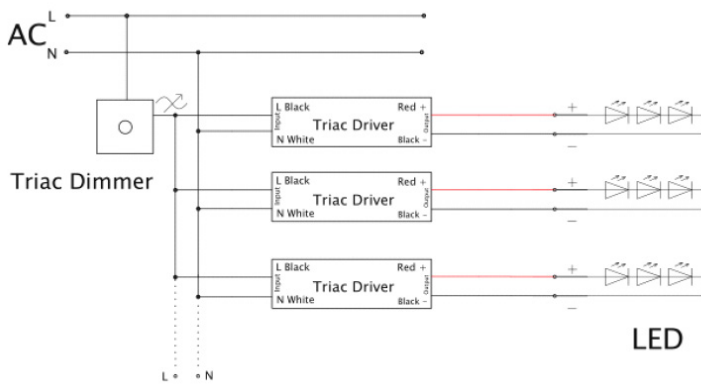 AC
L
N
Triac Dimmer
L Black
Red +
Input
Triac Driver
Output
N White
Black -
+
−
L Black
Red +
Input
Triac Driver
Output
N White
Black -
+
−
L Black
Red +
Input
Triac Driver
Output
N White
Black -
+
−
LED
L
N